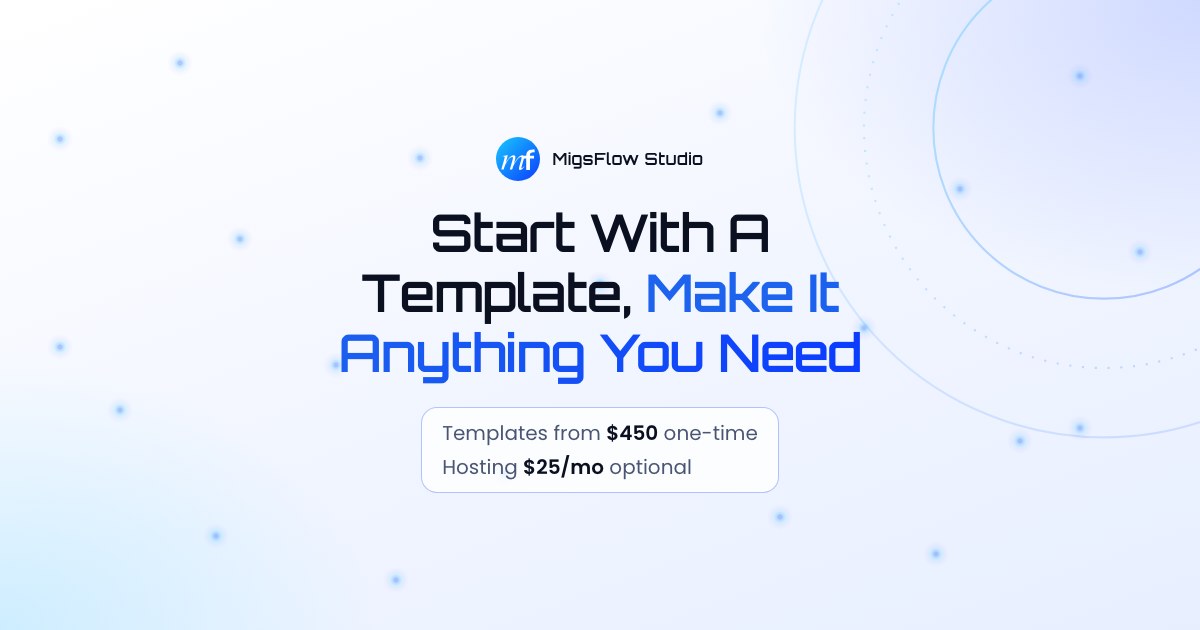 mf MigsFlow Studio
Start With A
Template, Make It
Anything You Need
Templates from $450 one-time
Hosting $25/mo optional